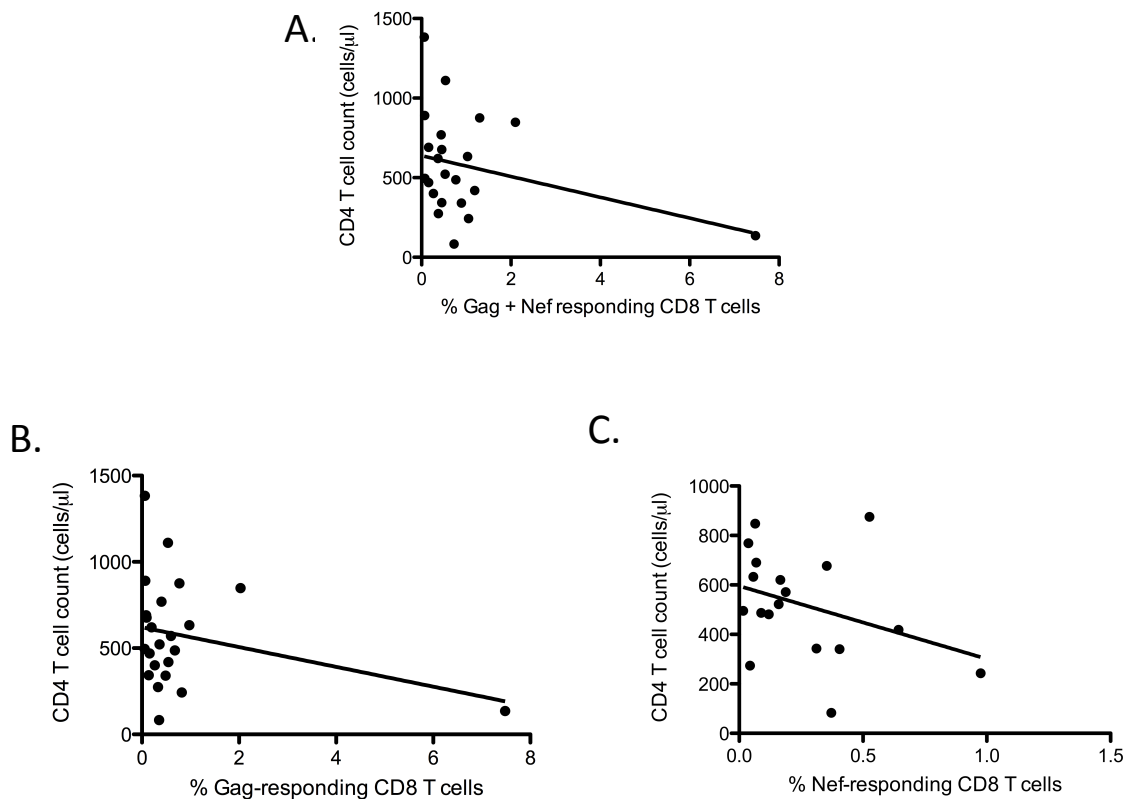 A.
CD4 T cell count (cells/µl)
1500
1000
500
0
0 2 4 6 8
% Gag + Nef responding CD8 T cells
B.
CD4 T cell count (cells/µl)
1500
1000
500
0
0 2 4 6 8
% Gag-responding CD8 T cells
C.
CD4 T cell count (cells/µl)
1000
800
600
400
200
0
0.0 0.5 1.0 1.5
% Nef-responding CD8 T cells